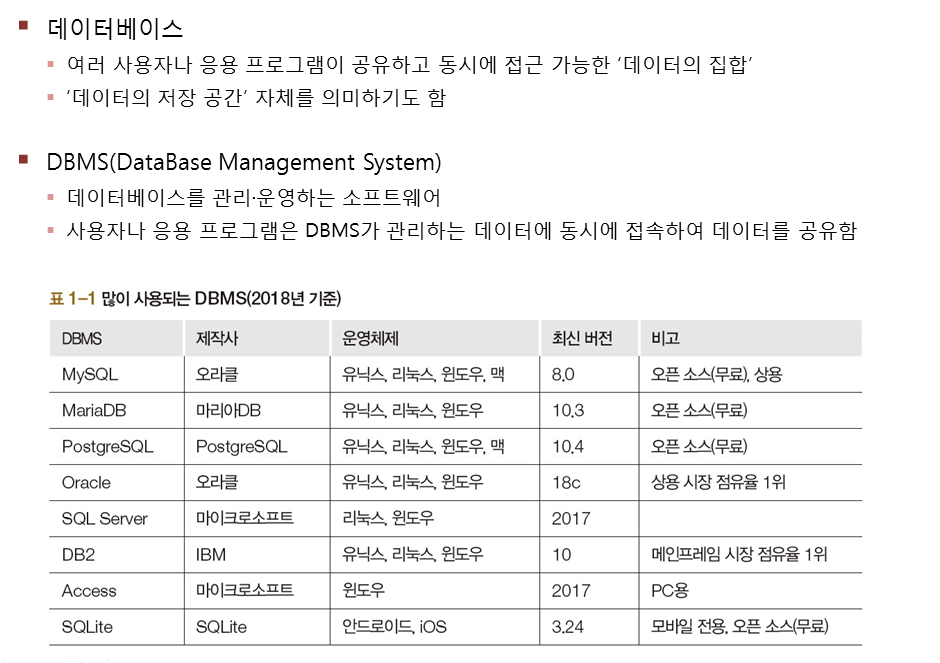 데이터베이스
여러 사용자나 응용 프로그램이 공유하고 동시에 접근 가능한 ‘데이터의 집합’
‘데이터의 저장 공간’ 자체를 의미하기도 함
DBMS(DataBase Management System)
데이터베이스를 관리·운영하는 소프트웨어
사용자나 응용 프로그램은 DBMS가 관리하는 데이터에 동시에 접속하여 데이터를 공유함
표 1-1 많이 사용되는 DBMS(2018년 기준)
DBMS 제작사 운영체제 최신 버전 비고
MySQL 오라클 유닉스, 리눅스, 윈도우, 맥 8.0 오픈 소스(무료), 상용
MariaDB 마리아DB 유닉스, 리눅스, 윈도우 10.3 오픈 소스(무료)
PostgreSQL PostgreSQL 유닉스, 리눅스, 윈도우, 맥 10.4 오픈 소스(무료)
Oracle 오라클 유닉스, 리눅스, 윈도우 18c 상용 시장 점유율 1위
SQL Server 마이크로소프트 리눅스, 윈도우 2017
DB2 IBM 유닉스, 리눅스, 윈도우 10 메인프레임 시장 점유율 1위
Access 마이크로소프트 윈도우 2017 PC용
SQLite SQLite 안드로이드, iOS 3.24 모바일 전용, 오픈 소스(무료)